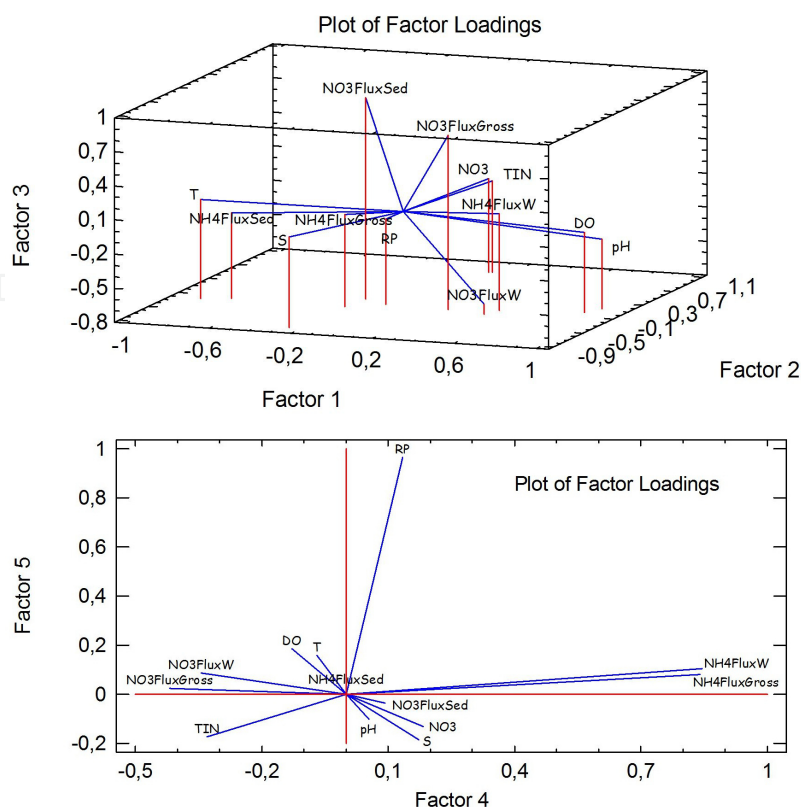 Plot of Factor Loadings
NO3FluxSed
NO3FluxGross
NO3
TIN
T
NH4FluxSed
NH4FluxGross
NH4FluxW
S
RP
DO
pH
NO3FluxW
Factor 3
1
0,7
0,4
0,1
-0,2
-0,5
-0,8
-1
-0,6
-0,2
0,2
0,6
1
Factor 1
-0,9
-0,5
-0,1
0,3
0,7
1,1
Factor 2
Plot of Factor Loadings
RP
DO
T
NO3FluxW
NH4FluxSed
NO3FluxGross
NH4FluxW
NH4FluxGross
NO3FluxSed
TIN
pH
NO3
S
Factor 5
1
0,8
0,6
0,4
0,2
0
-0,2
-0,5
-0,2
0,1
0,4
0,7
1
Factor 4